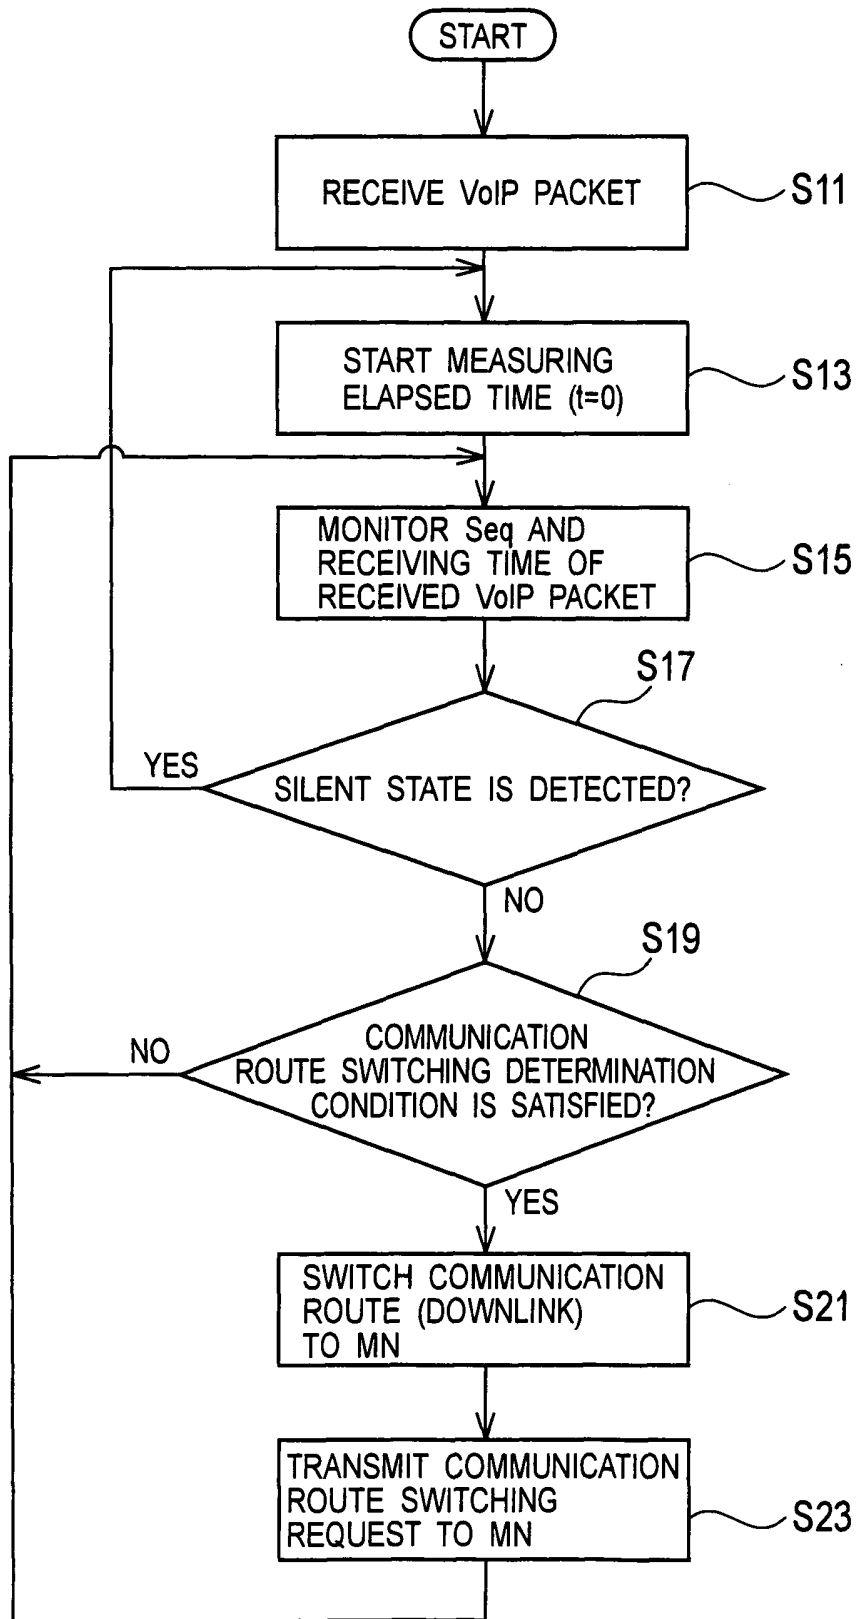 START
RECEIVE VoIP PACKET
S11
START MEASURING
ELAPSED TIME (t=0)
S13
MONITOR Seq AND
RECEIVING TIME OF
RECEIVED VoIP PACKET
S15
S17
YES
SILENT STATE IS DETECTED?
NO
S19
NO
COMMUNICATION
ROUTE SWITCHING DETERMINATION
CONDITION IS SATISFIED?
YES
SWITCH COMMUNICATION
ROUTE (DOWNLINK)
TO MN
S21
TRANSMIT COMMUNICATION
ROUTE SWITCHING
REQUEST TO MN
S23